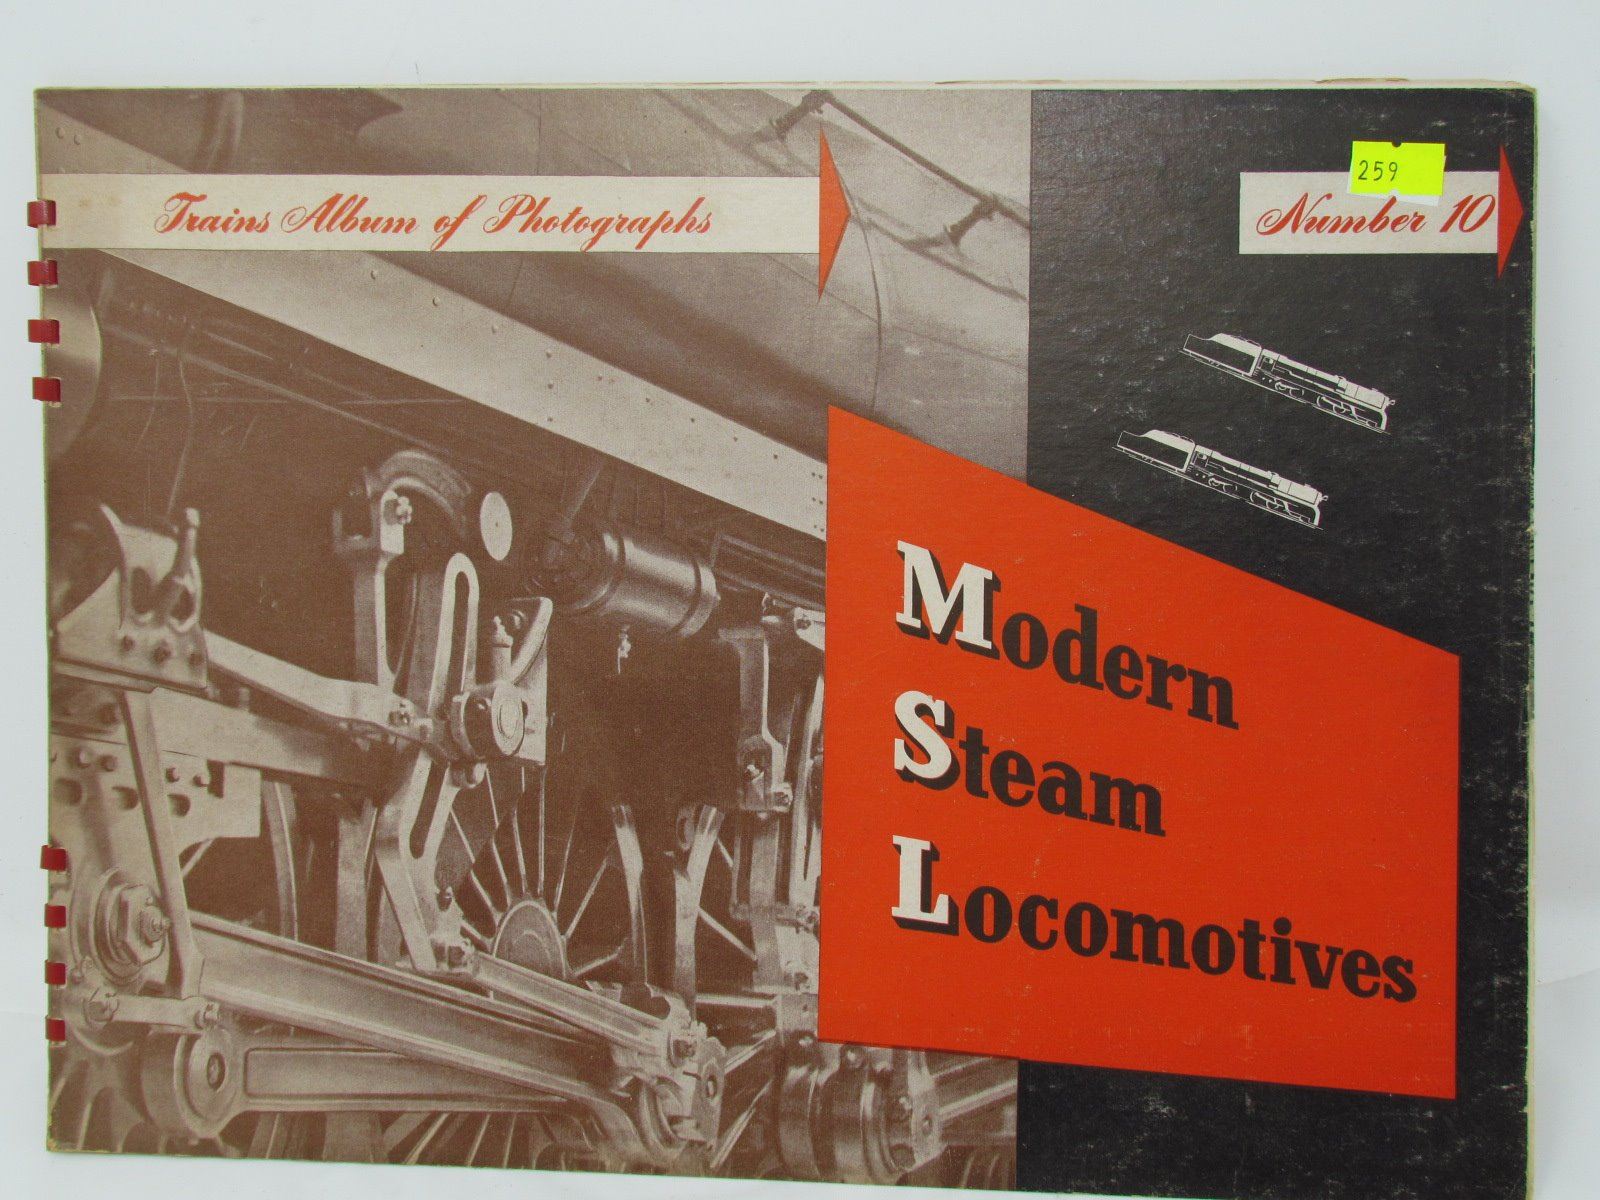 Trains Album of Photographs
259
Number 10
Modern
Steam
Locomotives